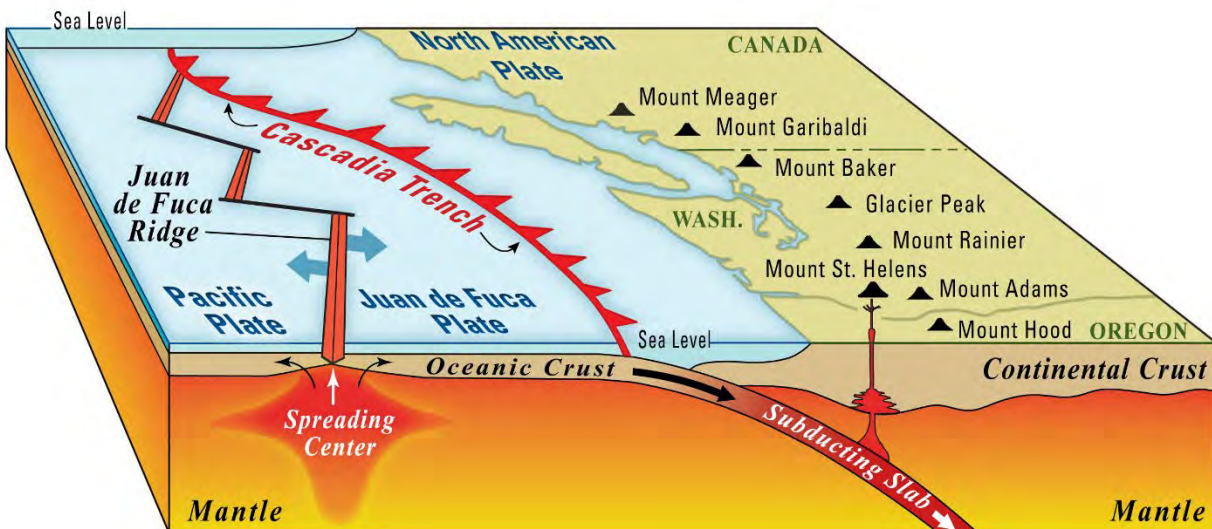 Sea Level
North American
Plate
CANADA
Mount Meager
Mount Garibaldi
Cascadia Trench
Mount Baker
Juan
de Fuca
Ridge
WASH.
Glacier Peak
Mount Rainier
Mount St. Helens
Mount Adams
Pacific
Plate
Juan de Fuca
Plate
Mount Hood
OREGON
Sea Level
Oceanic Crust
Continental Crust
Spreading
Center
Subducting Slab
Mantle
Mantle